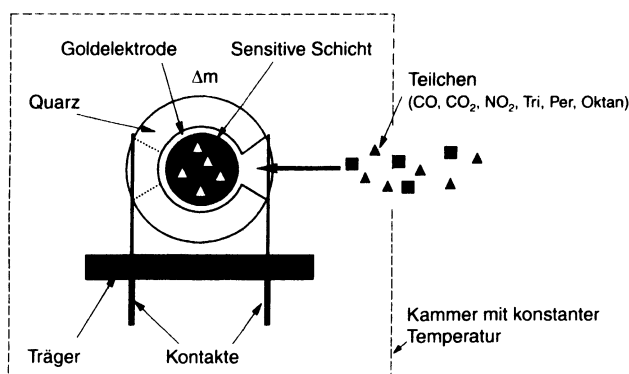 Goldelektrode
Sensitive Schicht
Δm
Quarz
Teilchen
(CO, CO₂, NO₂, Tri, Per, Oktan)
Kammer mit konstanter
Temperatur
Träger
Kontakte